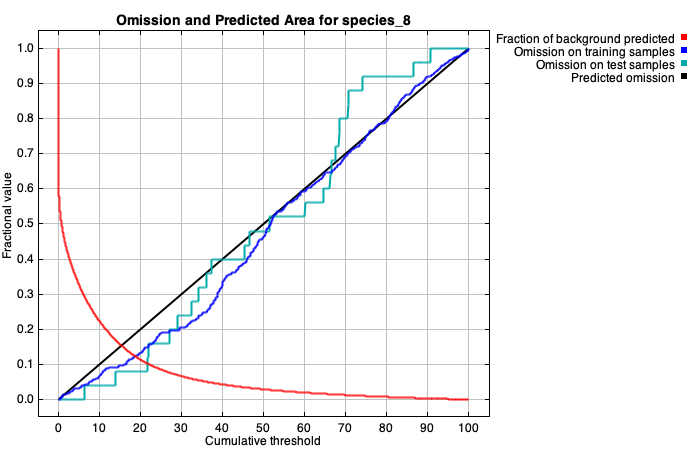 Omission and Predicted Area for species_8
Fraction of background predicted
Omission on training samples
Omission on test samples
Predicted omission
Fractional value
1.0
0.9
0.8
0.7
0.6
0.5
0.4
0.3
0.2
0.1
0.0
0 10 20 30 40 50 60 70 80 90 100
Cumulative threshold